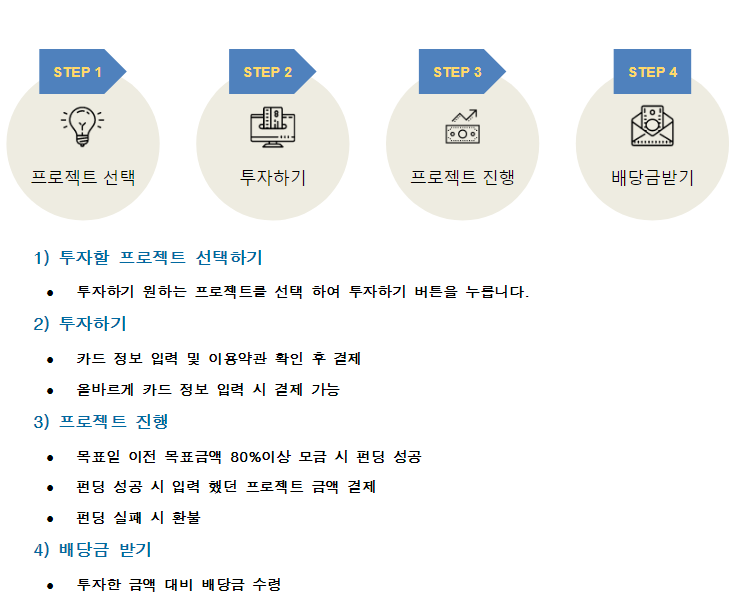 STEP 1
STEP 2
STEP 3
STEP 4
프로젝트 선택
투자하기
프로젝트 진행
배당금받기
1) 투자할 프로젝트 선택하기
● 투자하기 원하는 프로젝트를 선택 하여 투자하기 버튼을 누릅니다.
2) 투자하기
● 카드 정보 입력 및 이용약관 확인 후 결제
● 올바르게 카드 정보 입력 시 결제 가능
3) 프로젝트 진행
● 목표일 이전 목표금액 80%이상 모금 시 펀딩 성공
● 펀딩 성공 시 입력 했던 프로젝트 금액 결제
● 펀딩 실패 시 환불
4) 배당금 받기
● 투자한 금액 대비 배당금 수령